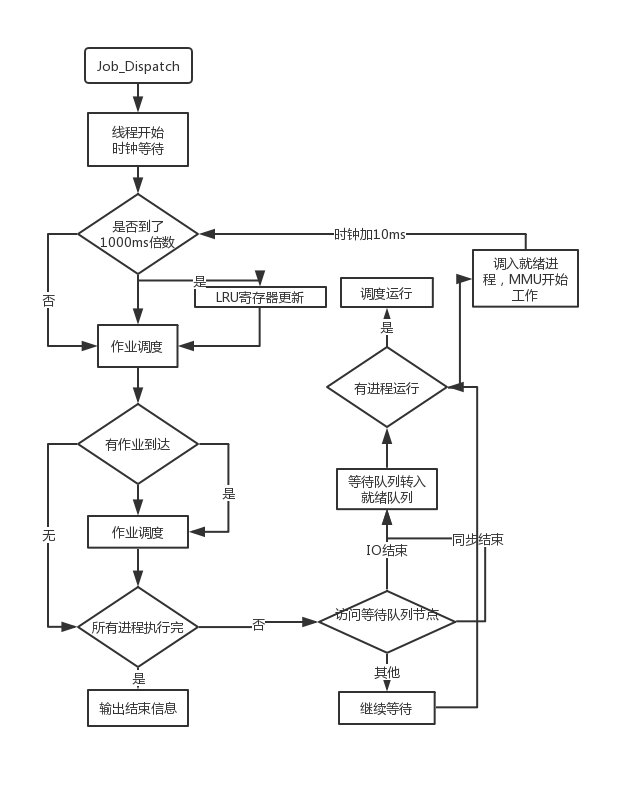 Job_Dispatch
线程开始
时钟等待
是否到了
1000ms倍数
时钟加10ms
调入就绪进
程，MMU开始
工作
是
否
LRU寄存器更新
调度运行
是
作业调度
有进程运行
有作业到达
等待队列转入
就绪队列
是
作业调度
无
IO结束
同步结束
所有进程执行完
否
访问等待队列节点
是
其他
输出结束信息
继续等待